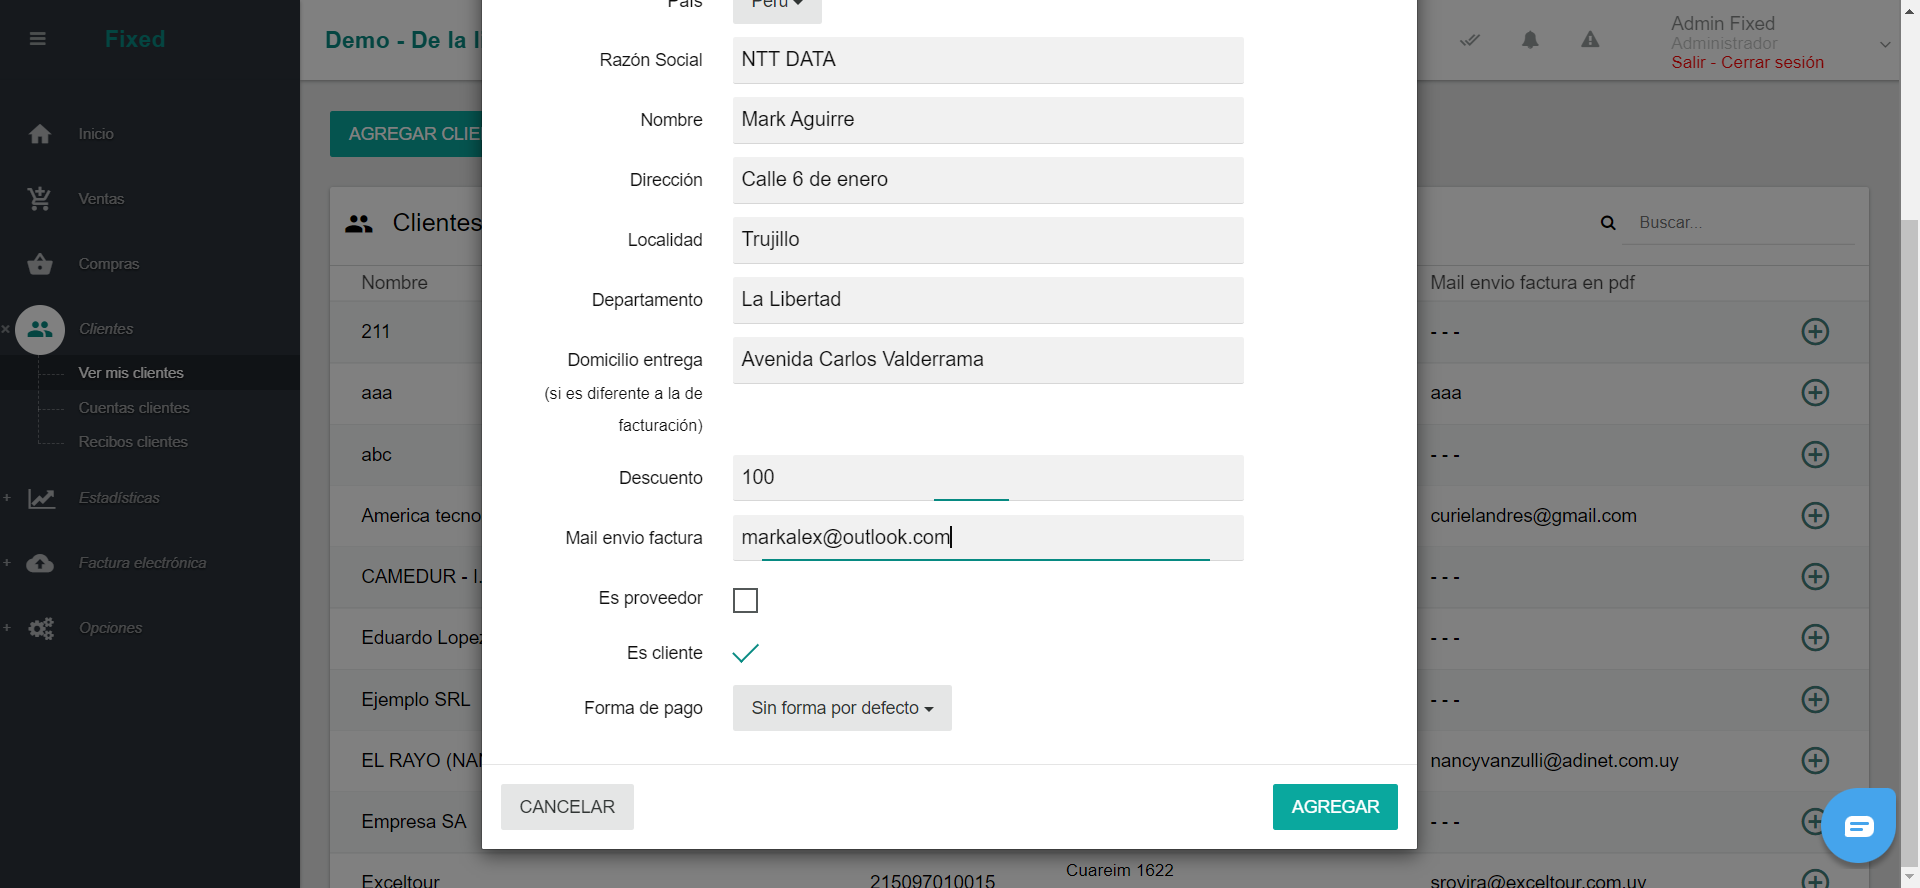 Fixed
Demo - De la l
Admin Fixed
Administrador
Salir - Cerrar sesión
Inicio
Ventas
Compras
Clientes
Ver mis clientes
Cuentas clientes
Recibos clientes
Estadísticas
Factura electrónica
Opciones
AGREGAR CLIE
Clientes
Buscar...
Nombre
Mail envio factura en pdf
211
- - -
aaa
aaa
abc
- - -
America tecno
curielandres@gmail.com
CAMEDUR - I.
- - -
Eduardo Lopez
- - -
Ejemplo SRL
- - -
EL RAYO (NAN
nancyvanzulli@adinet.com.uy
Empresa SA
- - -
Exceltour
215097010015
Cuareim 1622
srovira@exceltour.com.uy
País
Perú
Razón Social
NTT DATA
Nombre
Mark Aguirre
Dirección
Calle 6 de enero
Localidad
Trujillo
Departamento
La Libertad
Domicilio entrega
Avenida Carlos Valderrama
(si es diferente a la de
facturación)
Descuento
100
Mail envio factura
markalex@outlook.com
Es proveedor
Es cliente
Forma de pago
Sin forma por defecto
CANCELAR
AGREGAR